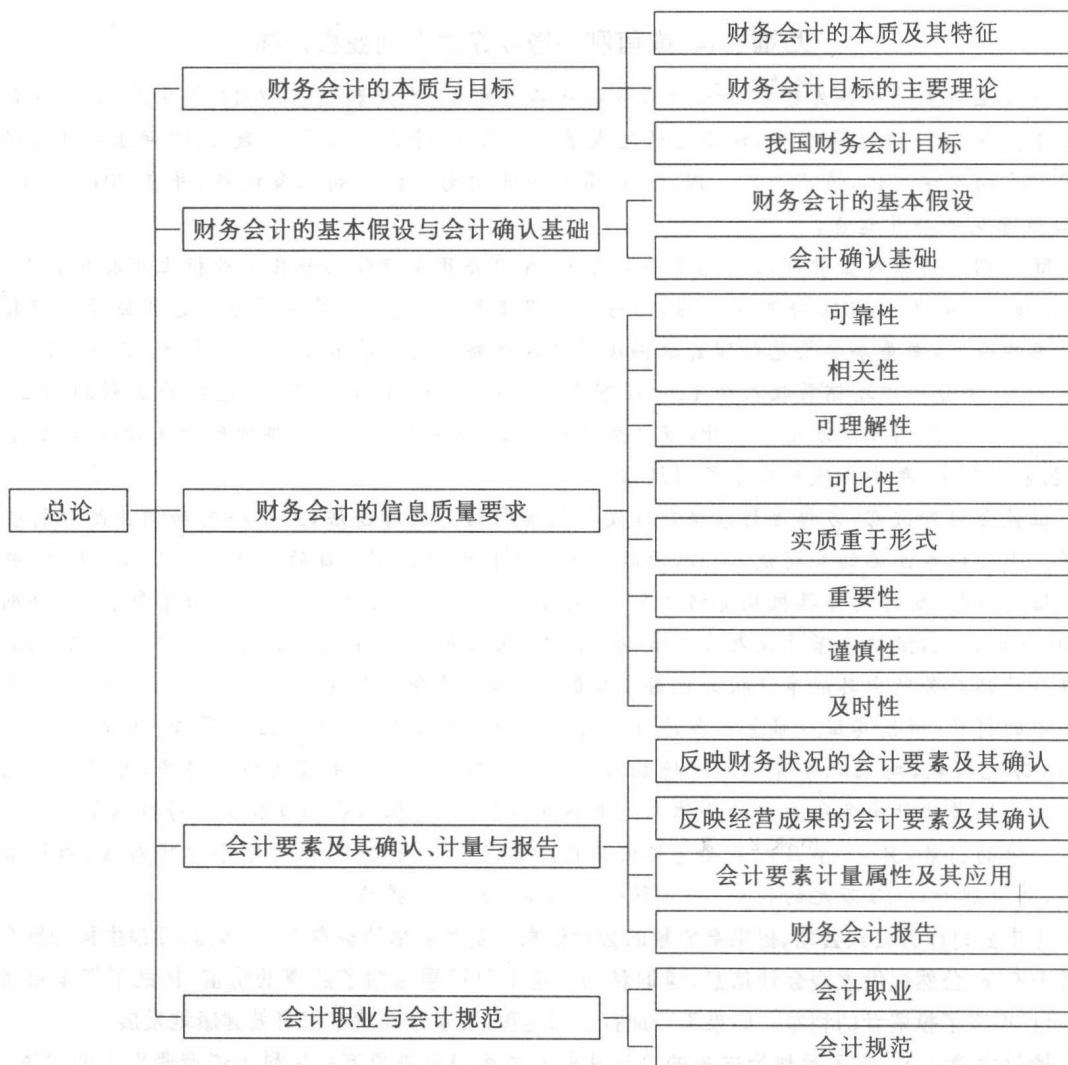 总论
财务会计的本质与目标
财务会计的本质及其特征
财务会计目标的主要理论
我国财务会计目标
财务会计的基本假设与会计确认基础
财务会计的基本假设
会计确认基础
财务会计的信息质量要求
可靠性
相关性
可理解性
可比性
实质重于形式
重要性
谨慎性
及时性
会计要素及其确认、计量与报告
反映财务状况的会计要素及其确认
反映经营成果的会计要素及其确认
会计要素计量属性及其应用
财务会计报告
会计职业与会计规范
会计职业
会计规范